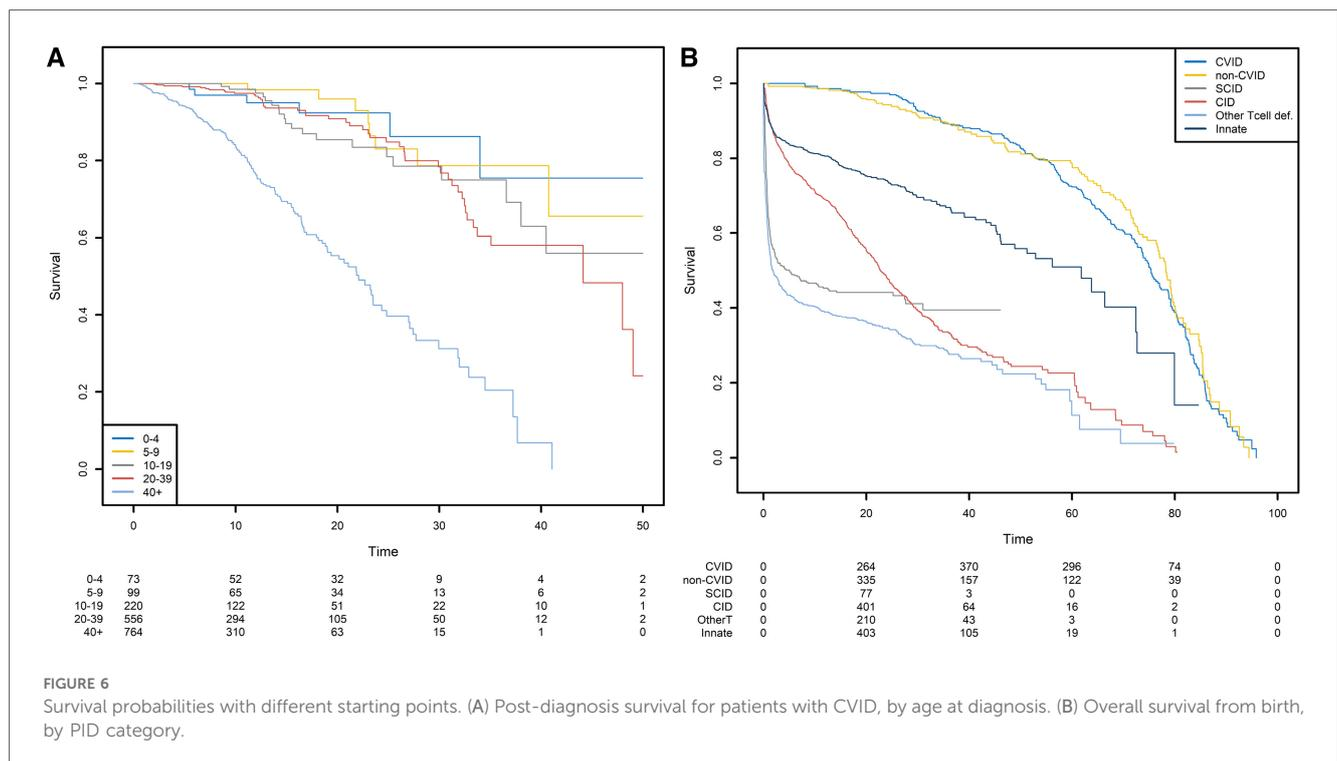 A
1.0
0.8
0.6
0.4
0.2
0.0
Survival
0-4
5-9
10-19
20-39
40+
0 10 20 30 40 50
Time
0-4 73 52 32 9 4 2
5-9 99 65 34 13 6 2
10-19 220 122 51 22 10 1
20-39 556 294 105 50 12 2
40+ 764 310 63 15 1 0
B
1.0
0.8
0.6
0.4
0.2
0.0
Survival
CVID
non-CVID
SCID
CID
Other Tcell def.
Innate
0 20 40 60 80 100
Time
CVID 0 264 370 296 74 0
non-CVID 0 335 157 122 39 0
SCID 0 77 3 0 0 0
CID 0 401 64 16 2 0
OtherT 0 210 43 3 0 0
Innate 0 403 105 19 1 0
FIGURE 6
Survival probabilities with different starting points. (A) Post-diagnosis survival for patients with CVID, by age at diagnosis. (B) Overall survival from birth,
by PID category.